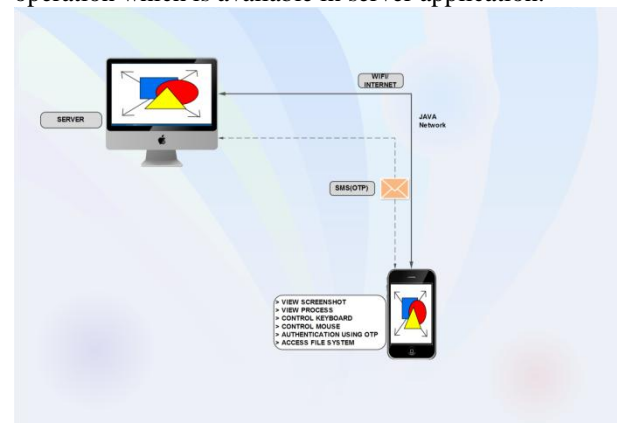 operation which is available in server application.
WIFI/
INTERNET
SERVER
JAVA
Network
SMS(OTP)
> VIEW SCREENSHOT
> VIEW PROCESS
> CONTROL KEYBOARD
> CONTROL MOUSE
> AUTHENTICATION USING OTP
> ACCESS FILE SYSTEM